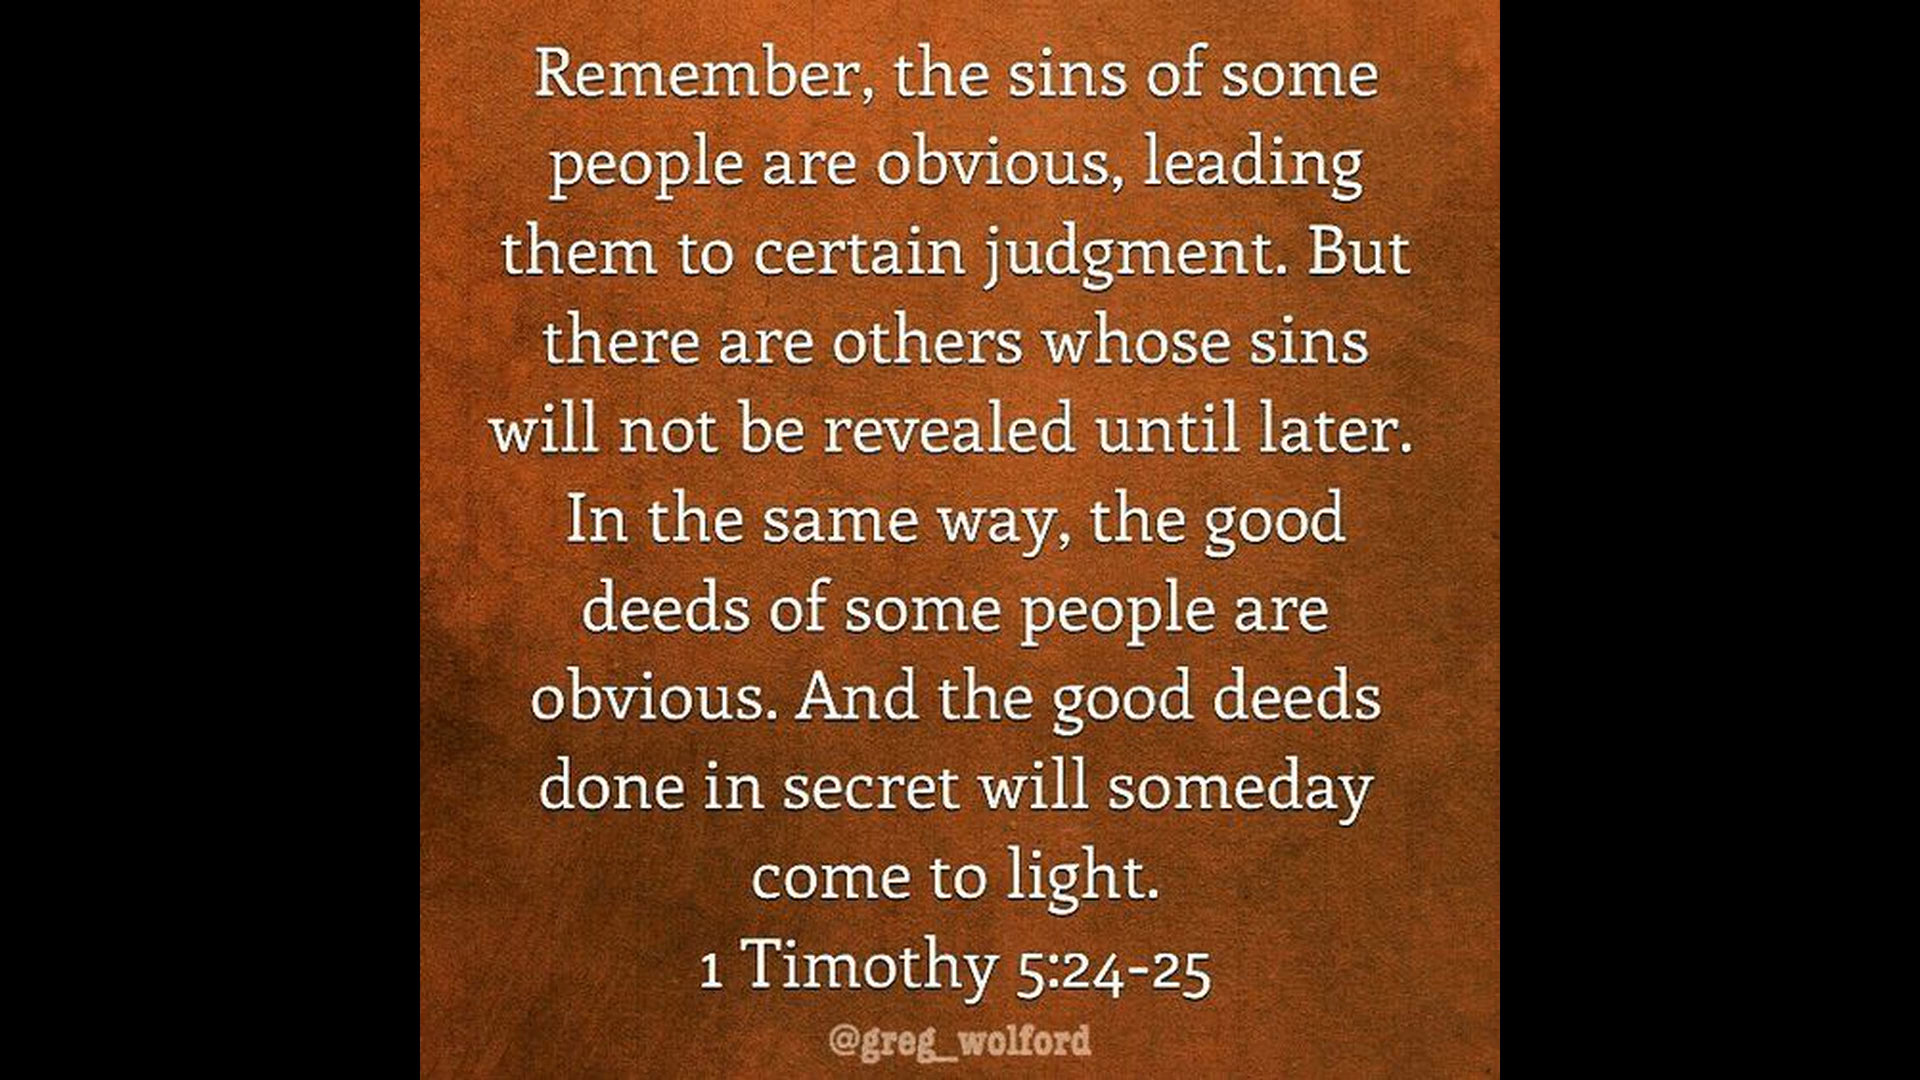 Remember, the sins of some
people are obvious, leading
them to certain judgment. But
there are others whose sins
will not be revealed until later.
In the same way, the good
deeds of some people are
obvious. And the good deeds
done in secret will someday
come to light.
1 Timothy 5:24-25
@greg_wolford